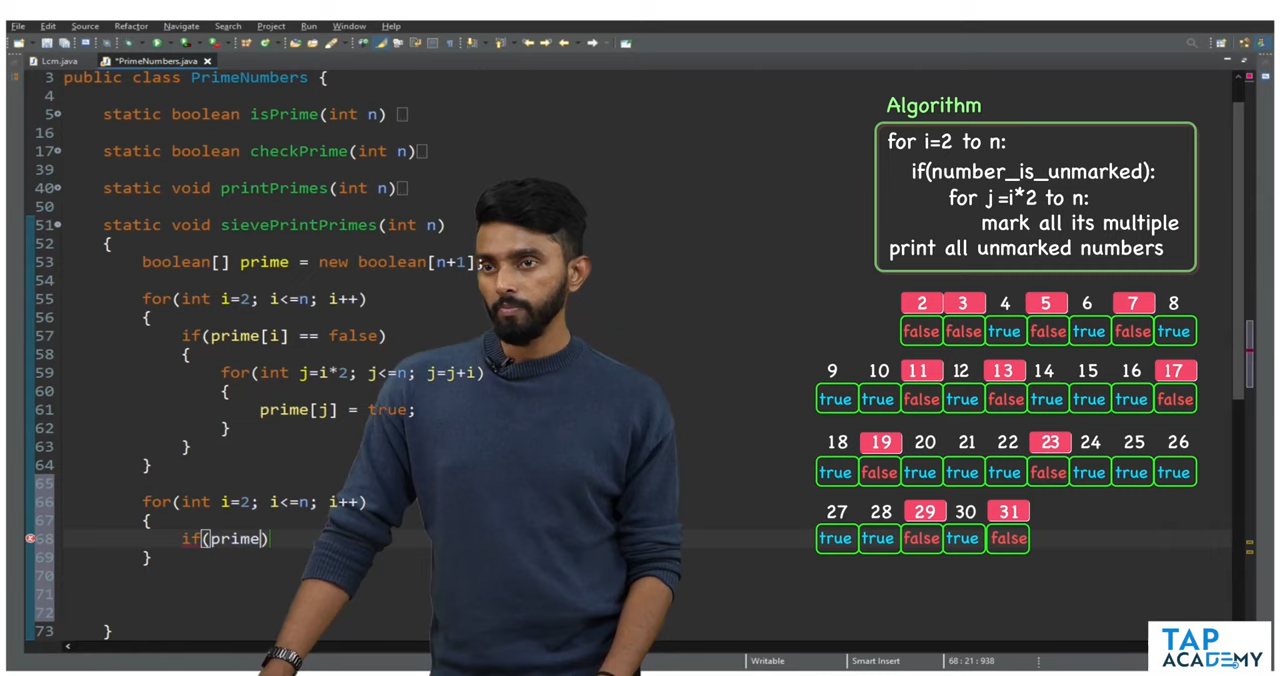 File Edit Source Refactor Navigate Search Project Run Window Help
Lcm.java *PrimeNumbers.java
3 public class PrimeNumbers {
4
5 static boolean isPrime(int n)
16
17 static boolean checkPrime(int n)
39
40 static void printPrimes(int n)
50
51 static void sievePrintPrimes(int n)
52 {
53 boolean[] prime = new boolean[n+1];
54
55 for(int i=2; i<=n; i++)
56 {
57 if(prime[i] == false)
58 {
59 for(int j=i*2; j<=n; j=j+i)
60 {
61 prime[j] = true;
62 }
63 }
64 }
65
66 for(int i=2; i<=n; i++)
67 {
68 if(prime)
69 }
70
71
72
73 }
Writable Smart Insert 68 : 21 : 938
Algorithm
for i=2 to n:
if(number_is_unmarked):
for j=i*2 to n:
mark all its multiple
print all unmarked numbers
2 3 4 5 6 7 8
false false true false true false true
9 10 11 12 13 14 15 16 17
true true false true false true true true false
18 19 20 21 22 23 24 25 26
true false true true true false true true true
27 28 29 30 31
true true false true false
TAP
ACADEMY